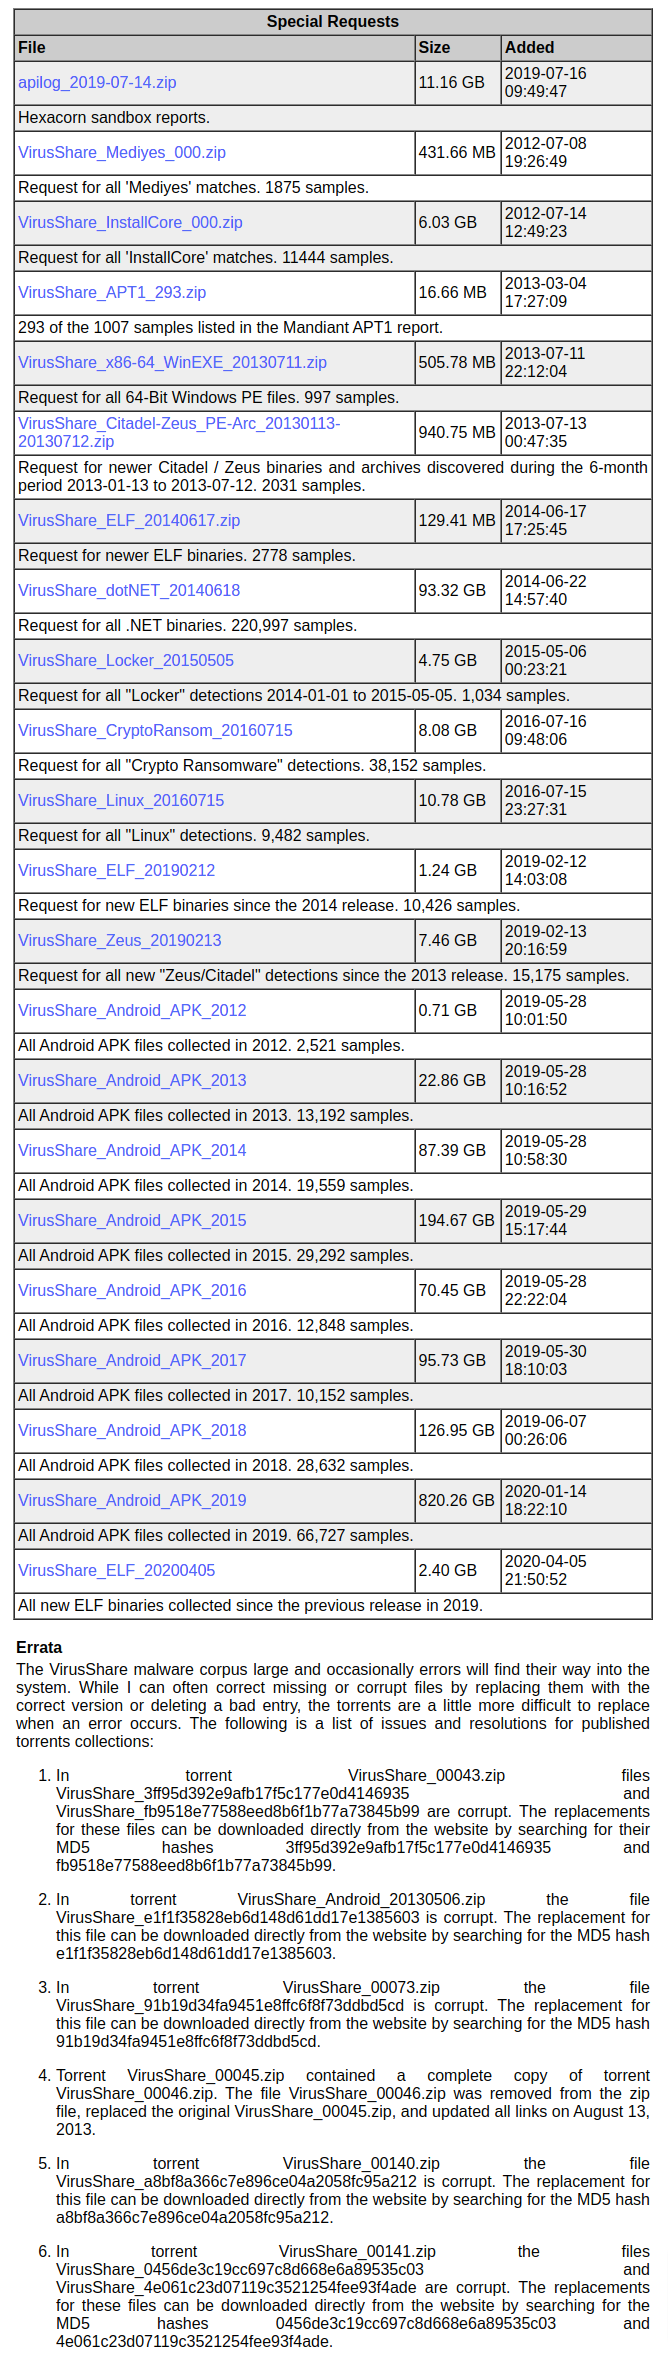 Special Requests
File Size Added
apilog_2019-07-14.zip 11.16 GB 2019-07-16 09:49:47
Hexacorn sandbox reports.
VirusShare_Mediyes_000.zip 431.66 MB 2012-07-08 19:26:49
Request for all 'Mediyes' matches. 1875 samples.
VirusShare_InstallCore_000.zip 6.03 GB 2012-07-14 12:49:23
Request for all 'InstallCore' matches. 11444 samples.
VirusShare_APT1_293.zip 16.66 MB 2013-03-04 17:27:09
293 of the 1007 samples listed in the Mandiant APT1 report.
VirusShare_x86-64_WinEXE_20130711.zip 505.78 MB 2013-07-11 22:12:04
Request for all 64-Bit Windows PE files. 997 samples.
VirusShare_Citadel-Zeus_PE-Arc_20130113-
20130712.zip 940.75 MB 2013-07-13 00:47:35
Request for newer Citadel / Zeus binaries and archives discovered during the 6-month
period 2013-01-13 to 2013-07-12. 2031 samples.
VirusShare_ELF_20140617.zip 129.41 MB 2014-06-17 17:25:45
Request for newer ELF binaries. 2778 samples.
VirusShare_dotNET_20140618 93.32 GB 2014-06-22 14:57:40
Request for all .NET binaries. 220,997 samples.
VirusShare_Locker_20150505 4.75 GB 2015-05-06 00:23:21
Request for all "Locker" detections 2014-01-01 to 2015-05-05. 1,034 samples.
VirusShare_CryptoRansom_20160715 8.08 GB 2016-07-16 09:48:06
Request for all "Crypto Ransomware" detections. 38,152 samples.
VirusShare_Linux_20160715 10.78 GB 2016-07-15 23:27:31
Request for all "Linux" detections. 9,482 samples.
VirusShare_ELF_20190212 1.24 GB 2019-02-12 14:03:08
Request for new ELF binaries since the 2014 release. 10,426 samples.
VirusShare_Zeus_20190213 7.46 GB 2019-02-13 20:16:59
Request for all new "Zeus/Citadel" detections since the 2013 release. 15,175 samples.
VirusShare_Android_APK_2012 0.71 GB 2019-05-28 10:01:50
All Android APK files collected in 2012. 2,521 samples.
VirusShare_Android_APK_2013 22.86 GB 2019-05-28 10:16:52
All Android APK files collected in 2013. 13,192 samples.
VirusShare_Android_APK_2014 87.39 GB 2019-05-28 10:58:30
All Android APK files collected in 2014. 19,559 samples.
VirusShare_Android_APK_2015 194.67 GB 2019-05-29 15:17:44
All Android APK files collected in 2015. 29,292 samples.
VirusShare_Android_APK_2016 70.45 GB 2019-05-28 22:22:04
All Android APK files collected in 2016. 12,848 samples.
VirusShare_Android_APK_2017 95.73 GB 2019-05-30 18:10:03
All Android APK files collected in 2017. 10,152 samples.
VirusShare_Android_APK_2018 126.95 GB 2019-06-07 00:26:06
All Android APK files collected in 2018. 28,632 samples.
VirusShare_Android_APK_2019 820.26 GB 2020-01-14 18:22:10
All Android APK files collected in 2019. 66,727 samples.
VirusShare_ELF_20200405 2.40 GB 2020-04-05 21:50:52
All new ELF binaries collected since the previous release in 2019.
Errata
The VirusShare malware corpus large and occasionally errors will find their way into the
system. While I can often correct missing or corrupt files by replacing them with the
correct version or deleting a bad entry, the torrents are a little more difficult to replace
when an error occurs. The following is a list of issues and resolutions for published
torrents collections:
1. In torrent VirusShare_00043.zip files
VirusShare_3ff95d392e9afb17f5c177e0d4146935 and
VirusShare_fb9518e77588eed8b6f1b77a73845b99 are corrupt. The replacements
for these files can be downloaded directly from the website by searching for their
MD5 hashes 3ff95d392e9afb17f5c177e0d4146935 and
fb9518e77588eed8b6f1b77a73845b99.
2. In torrent VirusShare_Android_20130506.zip the file
VirusShare_e1f1f35828eb6d148d61dd17e1385603 is corrupt. The replacement for
this file can be downloaded directly from the website by searching for the MD5 hash
e1f1f35828eb6d148d61dd17e1385603.
3. In torrent VirusShare_00073.zip the file
VirusShare_91b19d34fa9451e8ffc6f8f73ddbd5cd is corrupt. The replacement for
this file can be downloaded directly from the website by searching for the MD5 hash
91b19d34fa9451e8ffc6f8f73ddbd5cd.
4. Torrent VirusShare_00045.zip contained a complete copy of torrent
VirusShare_00046.zip. The file VirusShare_00046.zip was removed from the zip
file, replaced the original VirusShare_00045.zip, and updated all links on August 13,
2013.
5. In torrent VirusShare_00140.zip the file
VirusShare_a8bf8a366c7e896ce04a2058fc95a212 is corrupt. The replacement for
this file can be downloaded directly from the website by searching for the MD5 hash
a8bf8a366c7e896ce04a2058fc95a212.
6. In torrent VirusShare_00141.zip the files
VirusShare_0456de3c19cc697c8d668e6a89535c03 and
VirusShare_4e061c23d07119c3521254fee93f4ade are corrupt. The replacements
for these files can be downloaded directly from the website by searching for the
MD5 hashes 0456de3c19cc697c8d668e6a89535c03 and
4e061c23d07119c3521254fee93f4ade.